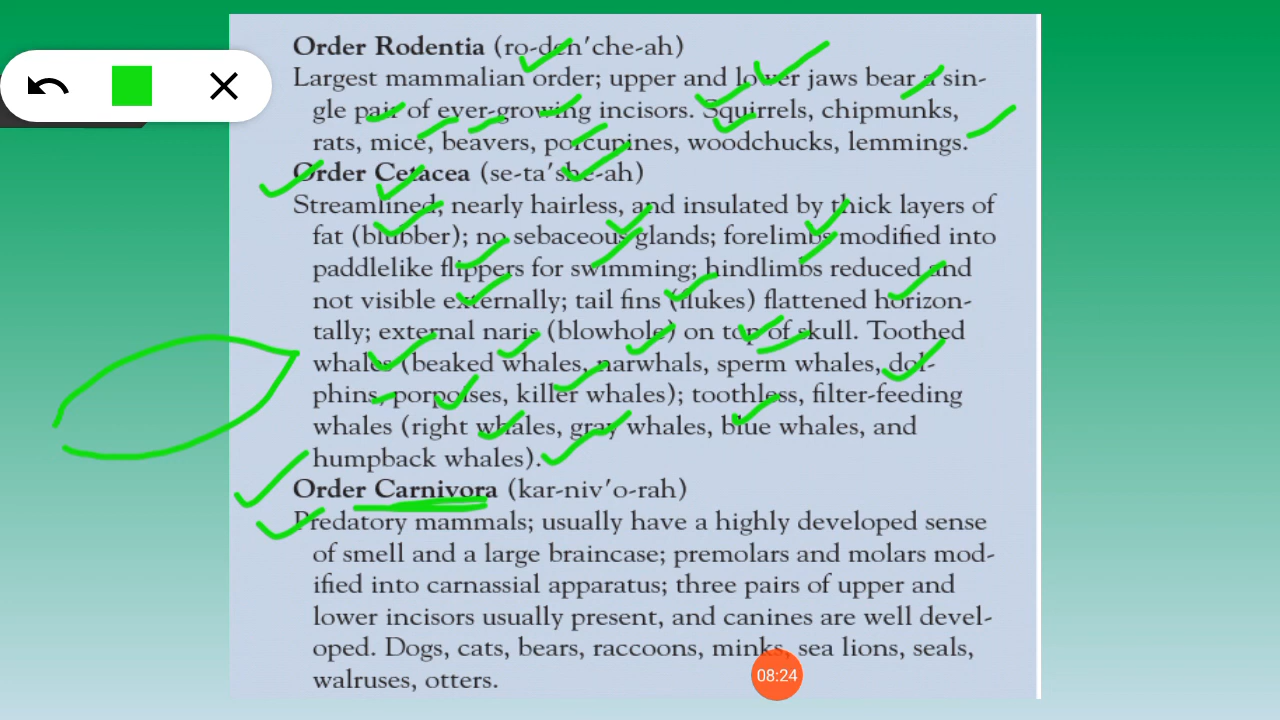 Order Rodentia (ro-den′che-ah)
Largest mammalian order; upper and lower jaws bear a sin-
gle pair of ever-growing incisors. Squirrels, chipmunks,
rats, mice, beavers, porcupines, woodchucks, lemmings.
Order Cetacea (se-ta′she-ah)
Streamlined, nearly hairless, and insulated by thick layers of
fat (blubber); no sebaceous glands; forelimbs modified into
paddlelike flippers for swimming; hindlimbs reduced and
not visible externally; tail fins (flukes) flattened horizon-
tally; external naris (blowhole) on top of skull. Toothed
whales (beaked whales, narwhals, sperm whales, dol-
phins, porpoises, killer whales); toothless, filter-feeding
whales (right whales, gray whales, blue whales, and
humpback whales).
Order Carnivora (kar-niv′o-rah)
Predatory mammals; usually have a highly developed sense
of smell and a large braincase; premolars and molars mod-
ified into carnassial apparatus; three pairs of upper and
lower incisors usually present, and canines are well devel-
oped. Dogs, cats, bears, raccoons, minks, sea lions, seals,
walruses, otters.
08:24